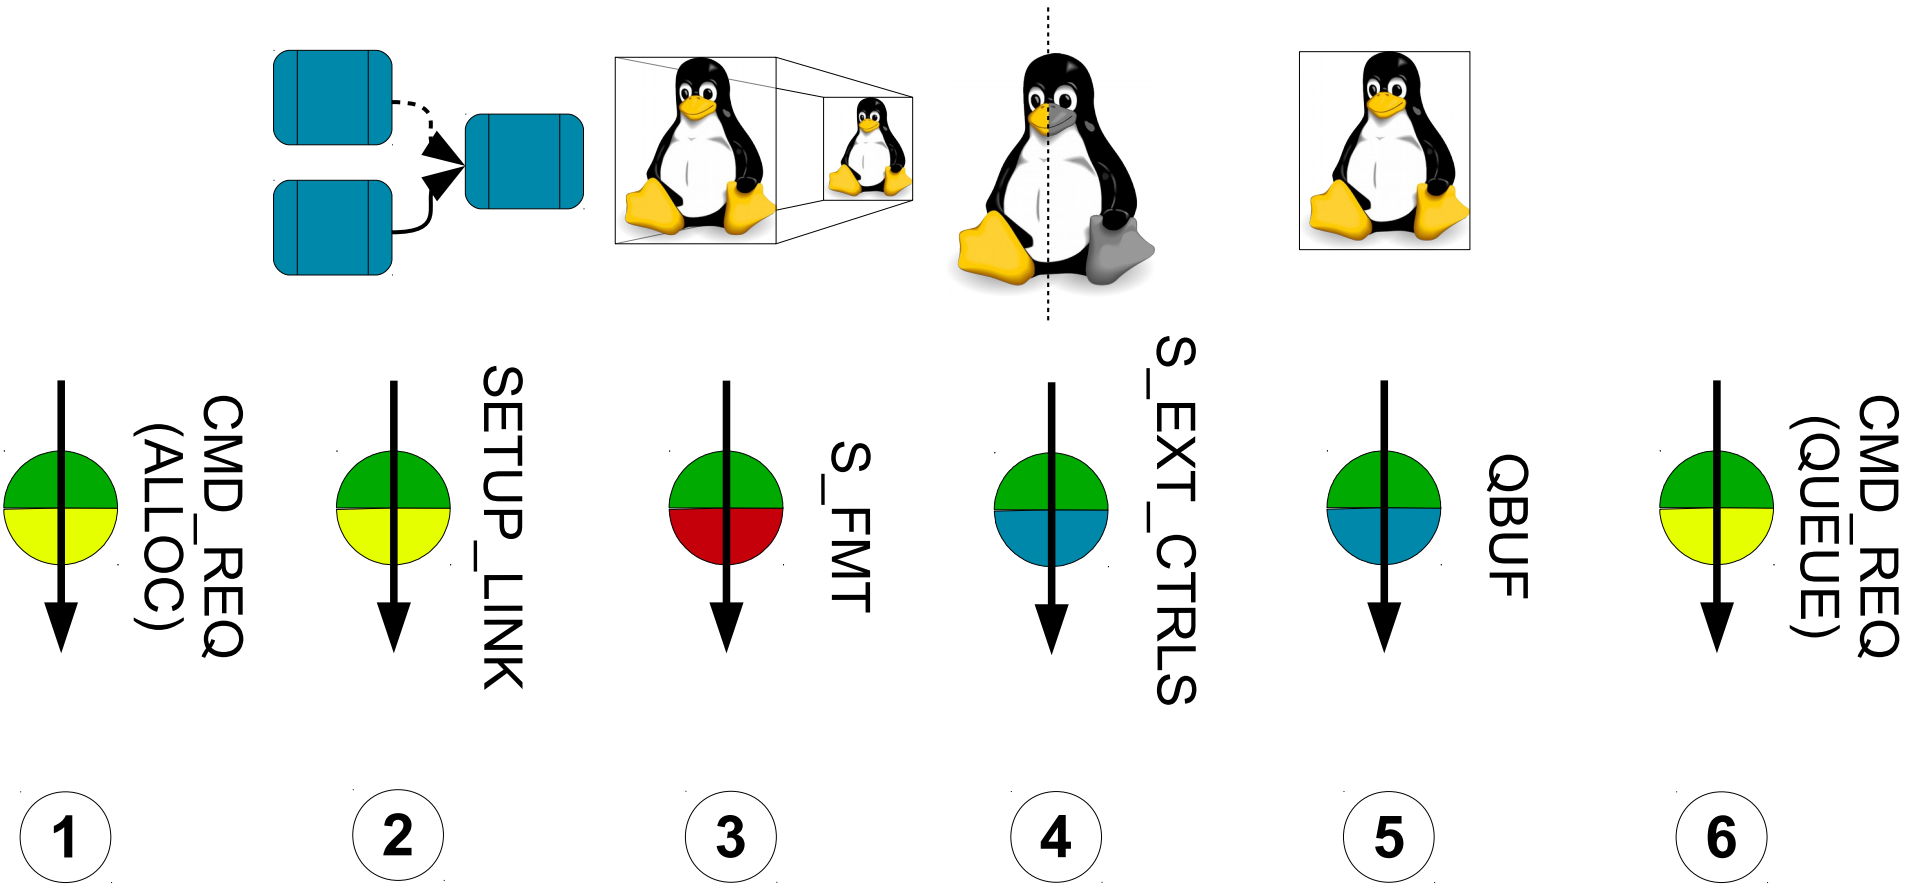 CMD_REQ
(ALLOC)
SETUP_LINK
S_FMT
S_EXT_CTRLS
QBUF
CMD_REQ
(QUEUE)
1
2
3
4
5
6